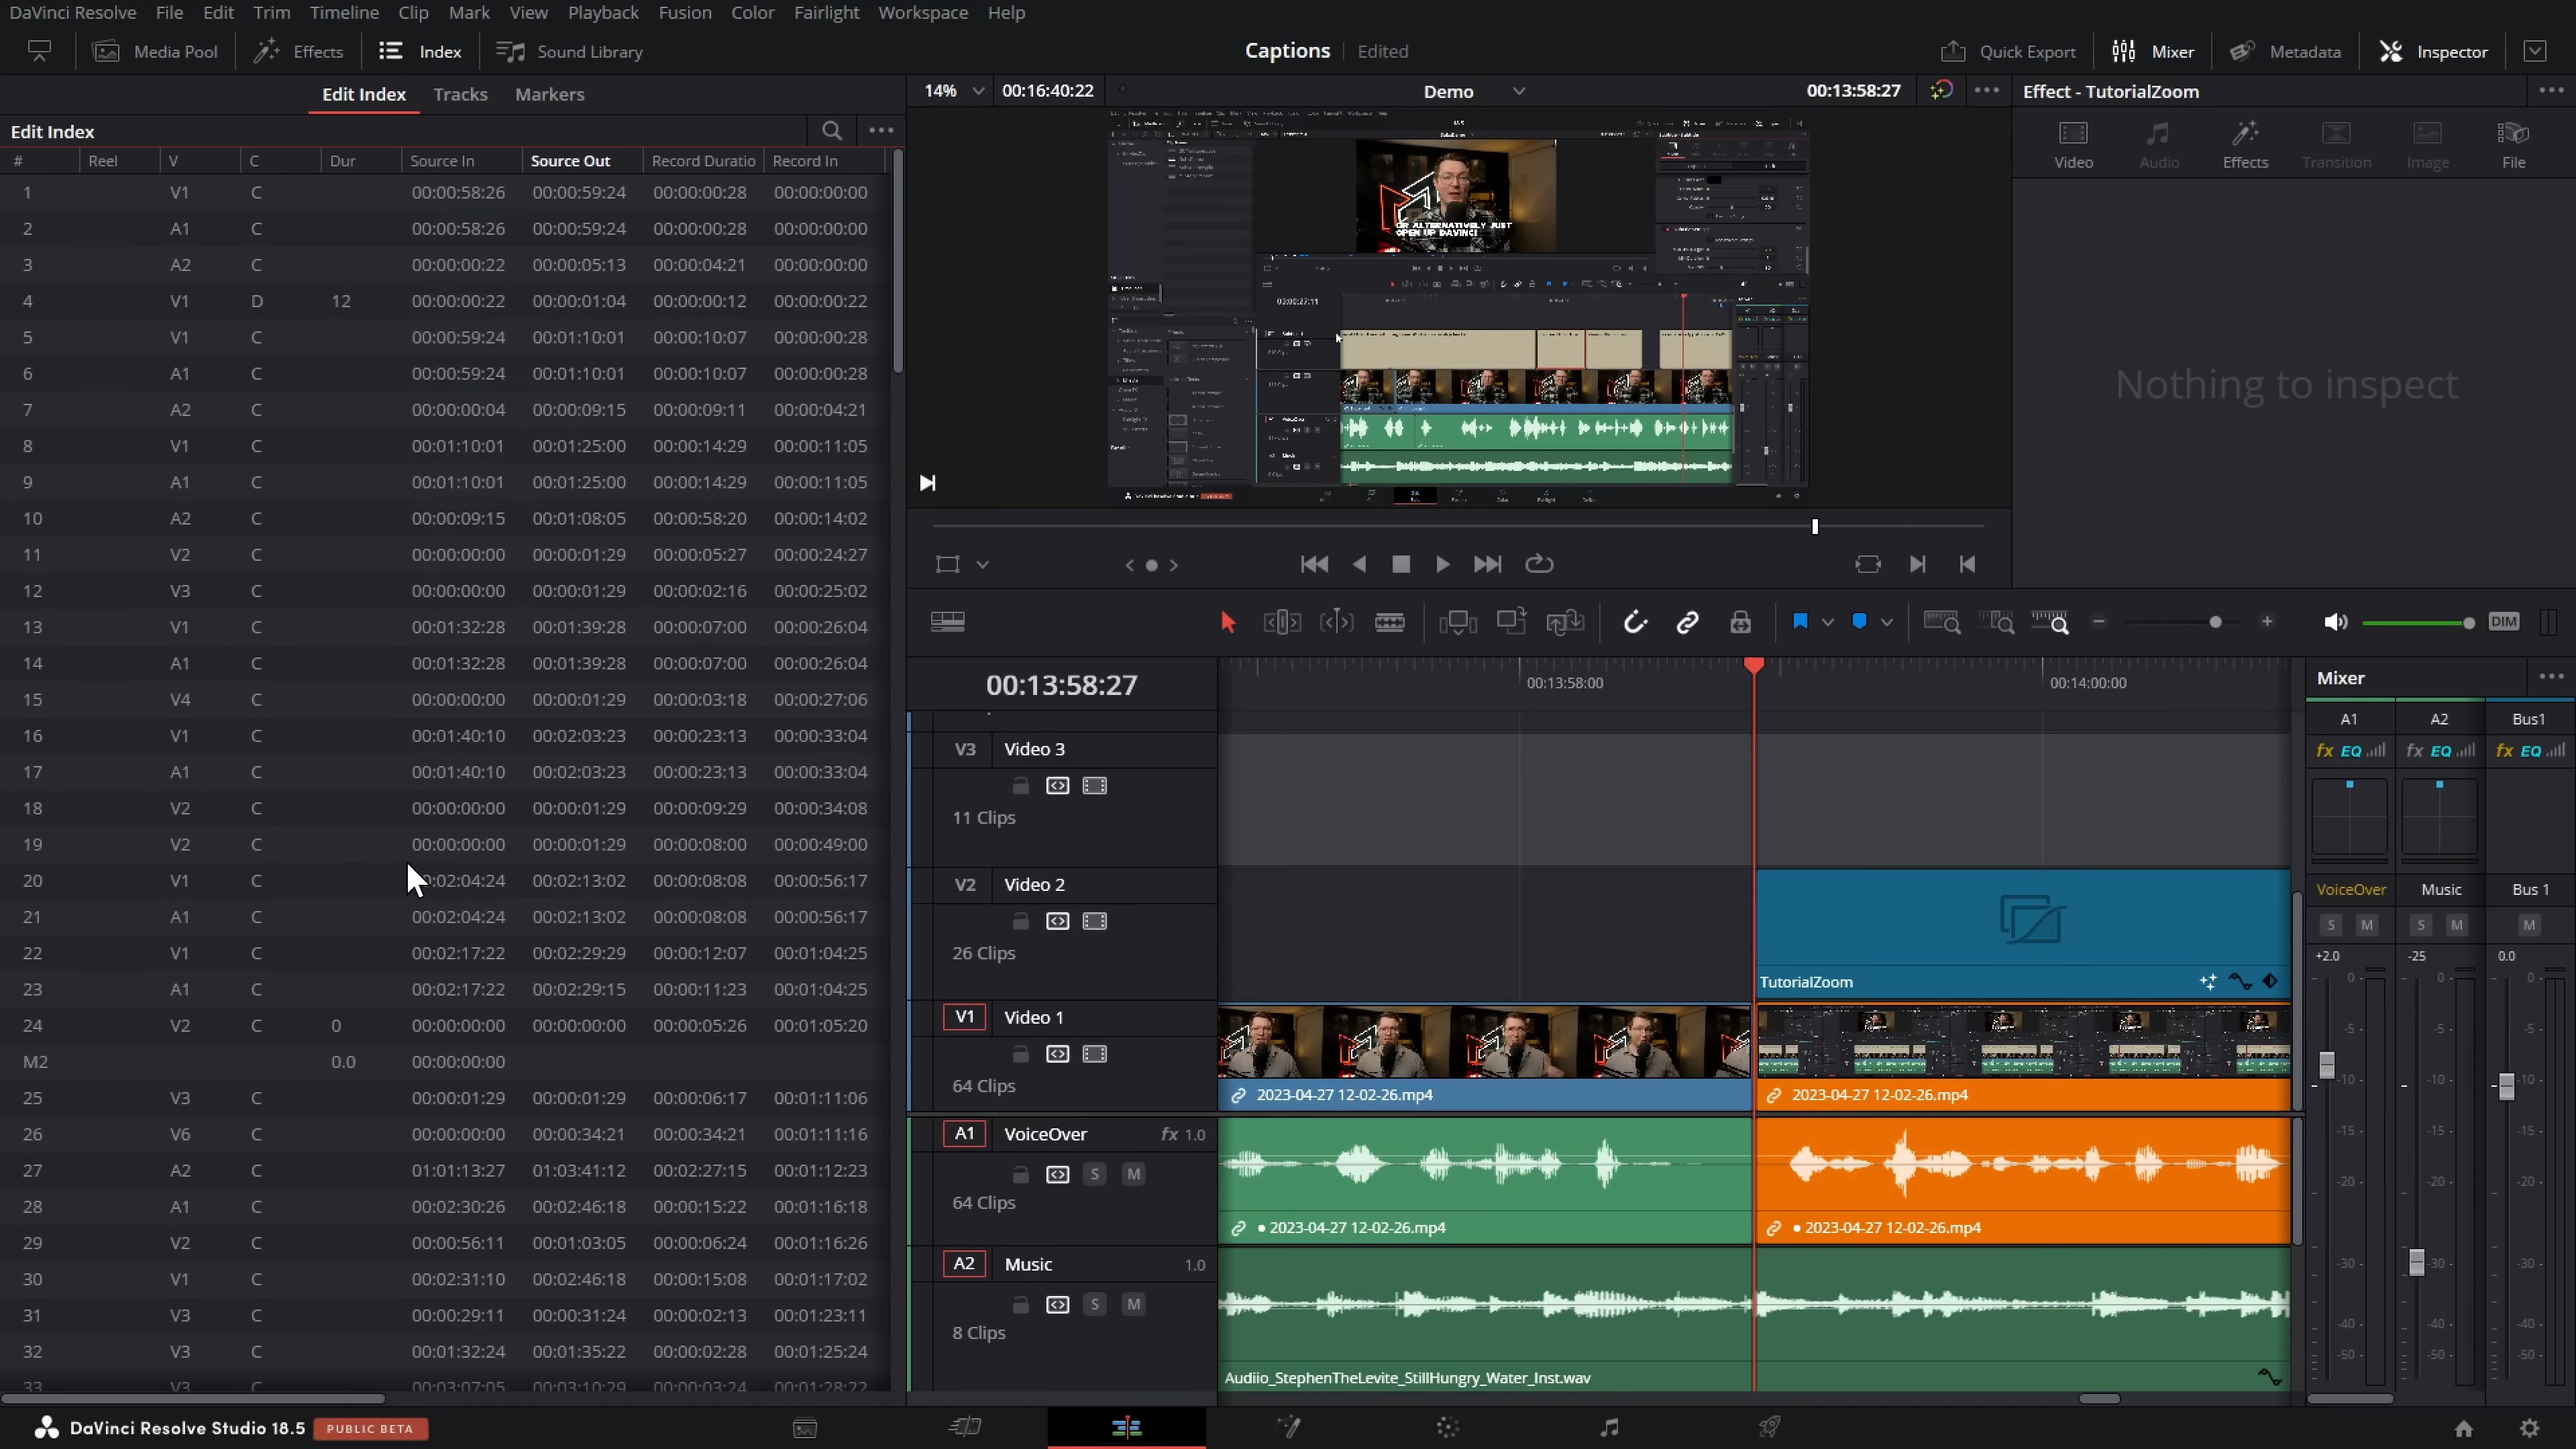 DaVinci Resolve File Edit Trim Timeline Clip Mark View Playback Fusion Color Fairlight Workspace Help
Media Pool Effects Index Sound Library Captions Edited Quick Export Mixer Metadata Inspector
Edit Index Tracks Markers
14% 00:16:40:22 Demo 00:13:58:27 Effect - TutorialZoom
Edit Index
Video Audio Effects Transition Image File
# Reel V C Dur Source In Source Out Record Duratio Record In
1 V1 C 00:00:58:26 00:00:59:24 00:00:00:28 00:00:00:00
2 A1 C 00:00:58:26 00:00:59:24 00:00:00:28 00:00:00:00
3 A2 C 00:00:00:22 00:00:05:13 00:00:04:21 00:00:00:00
4 V1 D 12 00:00:00:22 00:00:01:04 00:00:00:12 00:00:00:22
5 V1 C 00:00:59:24 00:01:10:01 00:00:10:07 00:00:00:28
6 A1 C 00:00:59:24 00:01:10:01 00:00:10:07 00:00:00:28
7 A2 C 00:00:00:04 00:00:09:15 00:00:09:11 00:00:04:21
8 V1 C 00:01:10:01 00:01:25:00 00:00:14:29 00:00:11:05
9 A1 C 00:01:10:01 00:01:25:00 00:00:14:29 00:00:11:05
10 A2 C 00:00:09:15 00:01:08:05 00:00:58:20 00:00:14:02
11 V2 C 00:00:00:00 00:00:01:29 00:00:05:27 00:00:24:27
12 V3 C 00:00:00:00 00:00:01:29 00:00:02:16 00:00:25:02
13 V1 C 00:01:32:28 00:01:39:28 00:00:07:00 00:00:26:04
14 A1 C 00:01:32:28 00:01:39:28 00:00:07:00 00:00:26:04
15 V4 C 00:00:00:00 00:00:01:29 00:00:03:18 00:00:27:06
16 V1 C 00:01:40:10 00:02:03:23 00:00:23:13 00:00:33:04
17 A1 C 00:01:40:10 00:02:03:23 00:00:23:13 00:00:33:04
18 V2 C 00:00:00:00 00:00:01:29 00:00:09:29 00:00:34:08
19 V2 C 00:00:00:00 00:00:01:29 00:00:08:00 00:00:49:00
20 V1 C :02:04:24 00:02:13:02 00:00:08:08 00:00:56:17
21 A1 C 00:02:04:24 00:02:13:02 00:00:08:08 00:00:56:17
22 V1 C 00:02:17:22 00:02:29:29 00:00:12:07 00:01:04:25
23 A1 C 00:02:17:22 00:02:29:15 00:00:11:23 00:01:04:25
24 V2 C 0 00:00:00:00 00:00:00:00 00:00:05:26 00:01:05:20
M2 0.0 00:00:00:00
25 V3 C 00:00:01:29 00:00:01:29 00:00:06:17 00:01:11:06
26 V6 C 00:00:00:00 00:00:34:21 00:00:34:21 00:01:11:16
27 A2 C 01:01:13:27 01:03:41:12 00:02:27:15 00:01:12:23
28 A1 C 00:02:30:26 00:02:46:18 00:00:15:22 00:01:16:18
29 V2 C 00:00:56:11 00:01:03:05 00:00:06:24 00:01:16:26
30 V1 C 00:02:31:10 00:02:46:18 00:00:15:08 00:01:17:02
31 V3 C 00:00:29:11 00:00:31:24 00:00:02:13 00:01:23:11
32 V3 C 00:01:32:24 00:01:35:22 00:00:02:28 00:01:25:24
33 V3 C 00:03:07:05 00:03:10:29 00:00:03:24 00:01:28:22
OR ALTERNATIVELY JUST
OPEN UP DAVINCI
00:00:27:11
Nothing to inspect
DIM
00:13:58:27 00:13:58:00 00:14:00:00
V3 Video 3
11 Clips
V2 Video 2
26 Clips
TutorialZoom
V1 Video 1
64 Clips
2023-04-27 12-02-26.mp4 2023-04-27 12-02-26.mp4
A1 VoiceOver fx 1.0
S M
64 Clips
• 2023-04-27 12-02-26.mp4 • 2023-04-27 12-02-26.mp4
A2 Music 1.0
S M
8 Clips
Audiio_StephenTheLevite_StillHungry_Water_Inst.wav
Mixer
A1 A2 Bus1
fx EQ fx EQ fx EQ
VoiceOver Music Bus 1
S M S M M
+2.0 -25 0.0
0- 0- 0-
-5- -5- -5-
-10- -10- -10-
-15- -15- -15-
-20- -20- -20-
-30- -30- -30-
-40- -40- -40-
-50- -50- -50-
DaVinci Resolve Studio 18.5 PUBLIC BETA